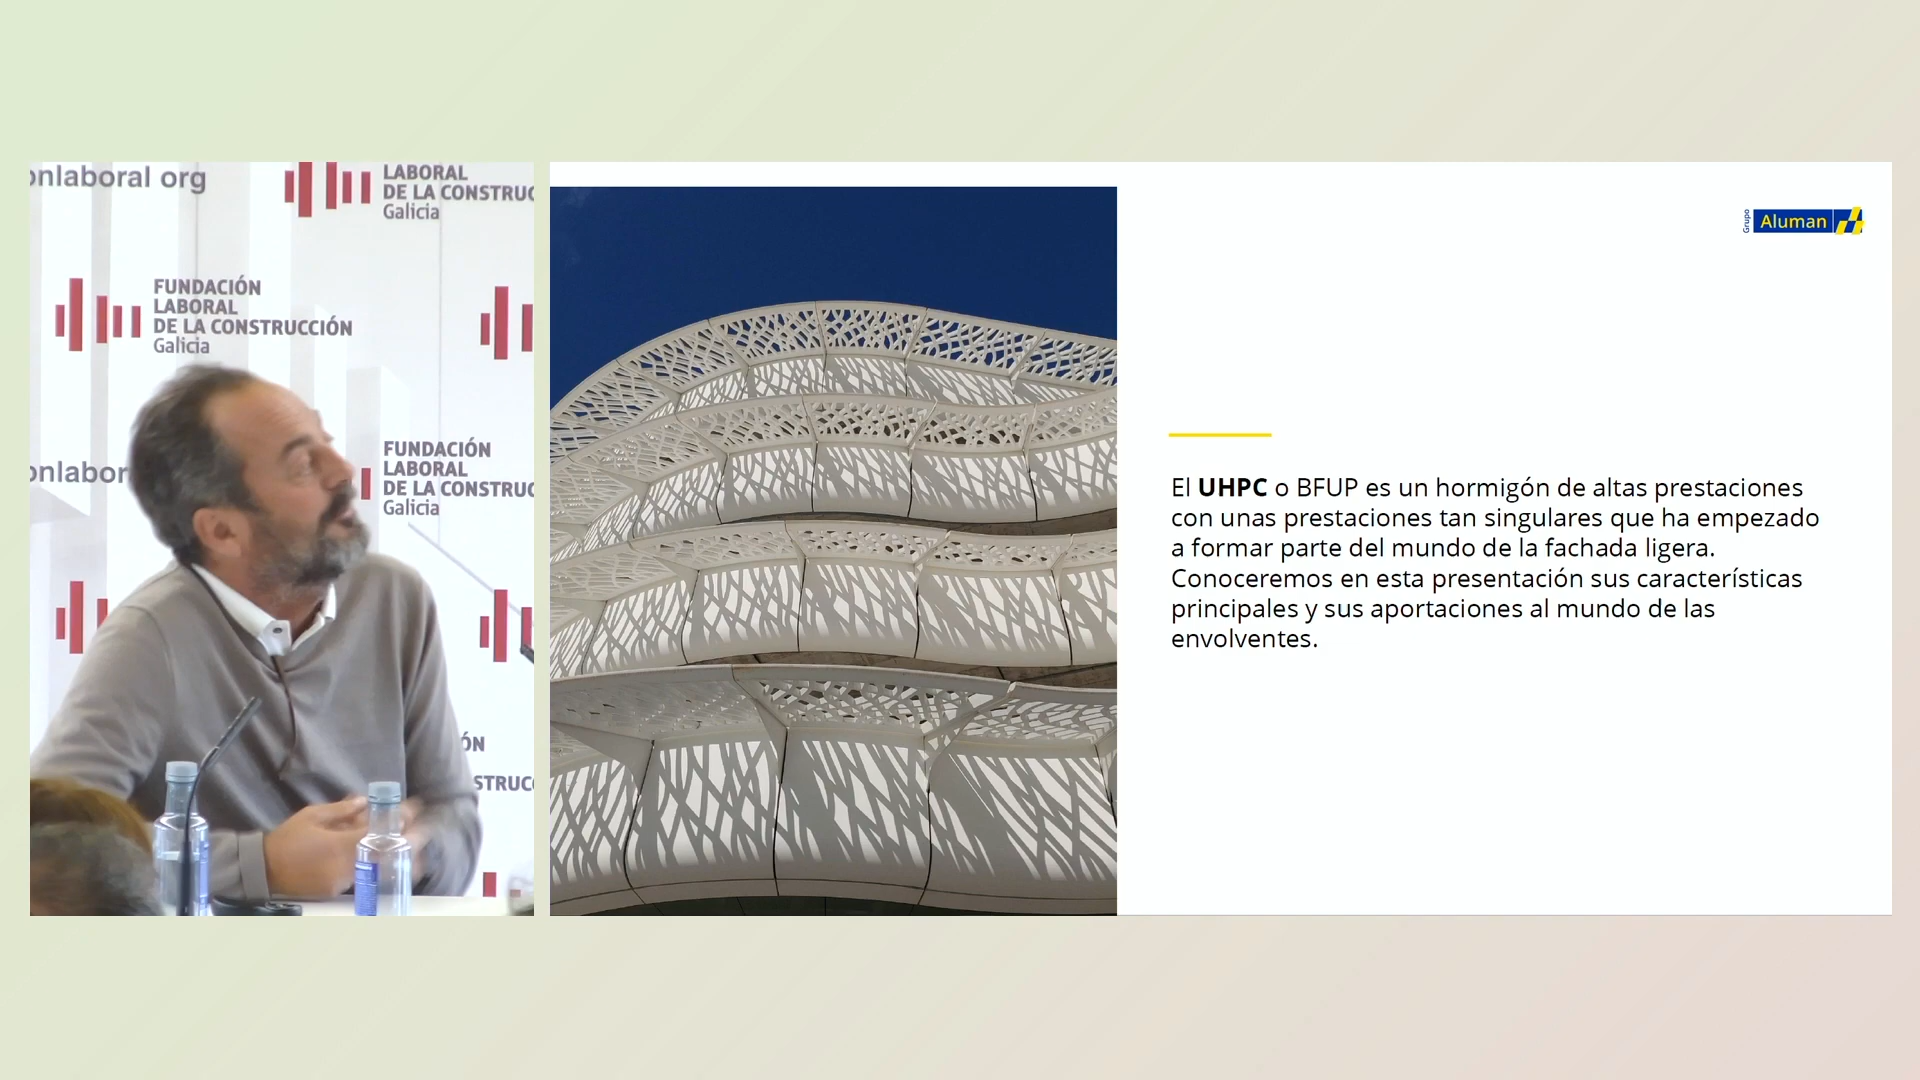 onlaboral org
LABORAL
DE LA CONSTRUC
Galicia
FUNDACIÓN
LABORAL
DE LA CONSTRUCCIÓN
Galicia
onlabor
FUNDACIÓN
LABORAL
DE LA CONSTRUC
Galicia
ÓN
STRUCC
Grupo Aluman
El UHPC o BFUP es un hormigón de altas prestaciones
con unas prestaciones tan singulares que ha empezado
a formar parte del mundo de la fachada ligera.
Conoceremos en esta presentación sus características
principales y sus aportaciones al mundo de las
envolventes.